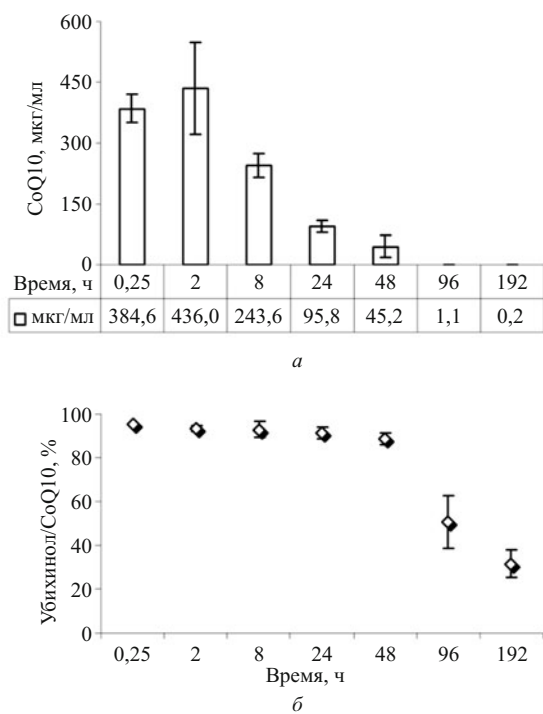 600
450
300
150
0
CoQ10, мкг/мл
Время, ч 0,25 2 8 24 48 96 192
мкг/мл 384,6 436,0 243,6 95,8 45,2 1,1 0,2
а
100
80
60
40
20
0
Убихинол/CoQ10, %
0,25 2 8 24 48 96 192
Время, ч
б